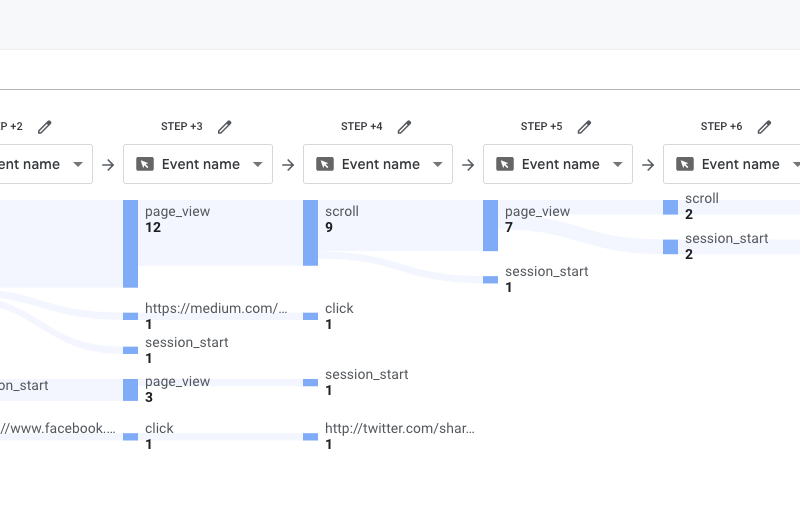 P +2
STEP +3
STEP +4
STEP +5
STEP +6
ent name
Event name
Event name
Event name
Event name
page_view
12
scroll
9
page_view
7
scroll
2
session_start
2
session_start
1
https://medium.com/…
1
click
1
session_start
1
on_start
page_view
3
session_start
1
//www.facebook.…
click
1
http://twitter.com/shar…
1